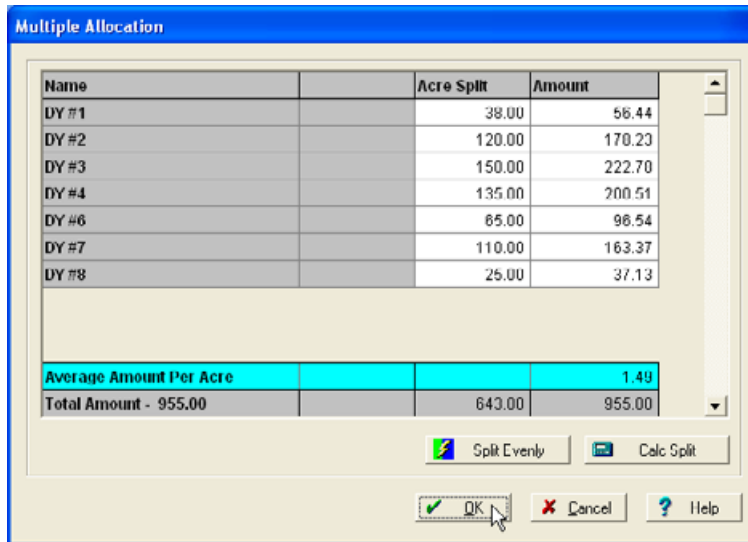 Multiple Allocation
Name Acre Split Amount
DY #1 38.00 56.44
DY #2 120.00 178.23
DY #3 150.00 222.78
DY #4 135.00 200.51
DY #6 65.00 96.54
DY #7 110.00 163.37
DY #8 25.00 37.13
Average Amount Per Acre 1.49
Total Amount - 955.00 643.00 955.00
Split Evenly Calc Split
OK Cancel Help